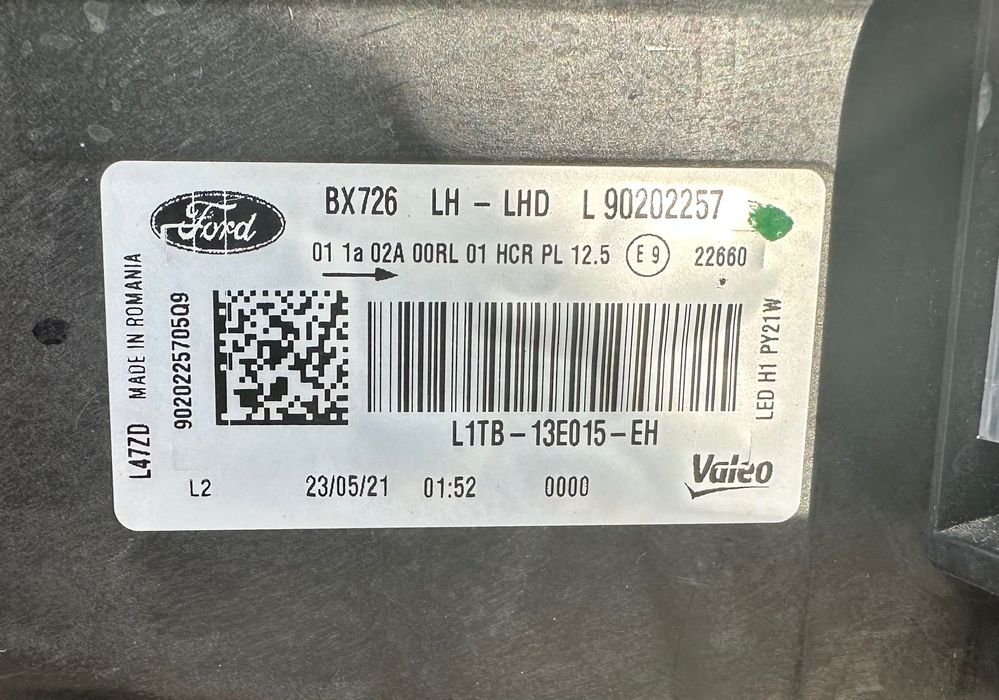 Ford
BX726 LH - LHD L 90202257
01 1a 02A 00RL 01 HCR PL 12.5 E 9 22660
L47ZD MADE IN ROMANIA
9020225705Q9
LED H1 PY21W
L1TB-13E015-EH
Valeo
L2 23/05/21 01:52 0000